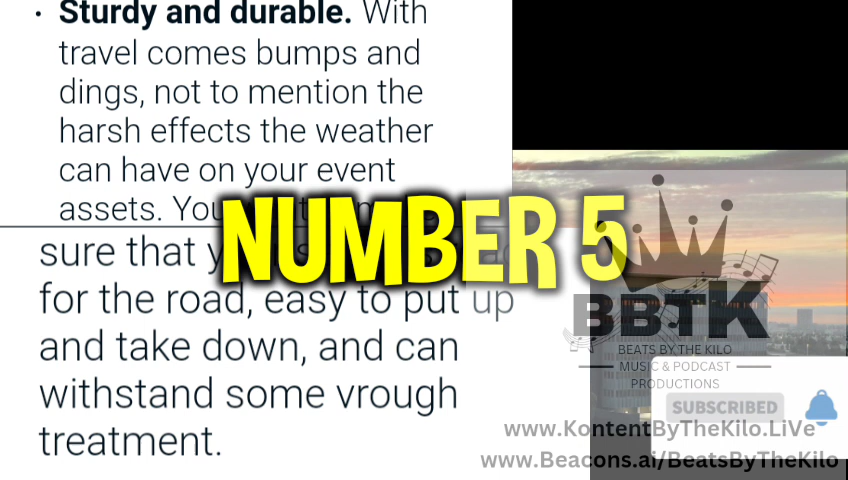 • Sturdy and durable. With
travel comes bumps and
dings, not to mention the
harsh effects the weather
can have on your event
assets. You
NUMBER 5
sure that
for the road, easy to put up
and take down, and can
withstand some vrough
treatment.
BBTK
BEATS BY THE KILO
MUSIC & PODCAST
PRODUCTIONS
SUBSCRIBED
www.KontentByTheKilo.LiVe
www.Beacons.ai/BeatsByTheKilo